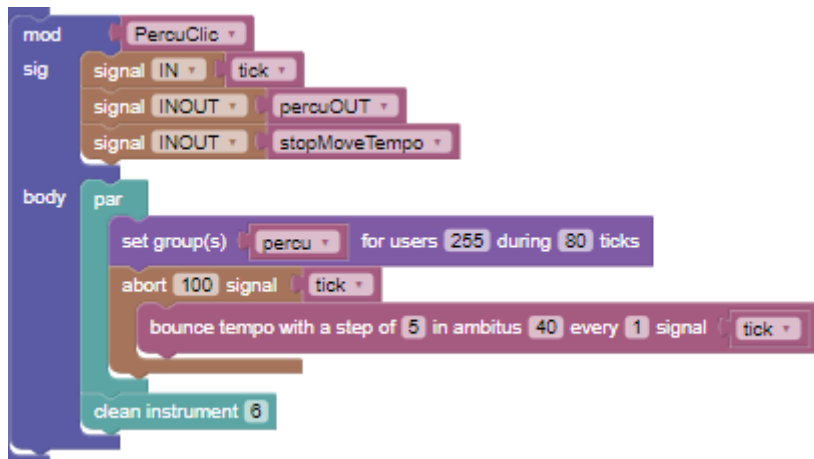 mod PercuClic
sig signal IN tick
signal INOUT percuOUT
signal INOUT stopMoveTempo
body par
set group(s) percu for users 255 during 80 ticks
abort 100 signal tick
bounce tempo with a step of 5 in ambitus 40 every 1 signal tick
clean instrument 6